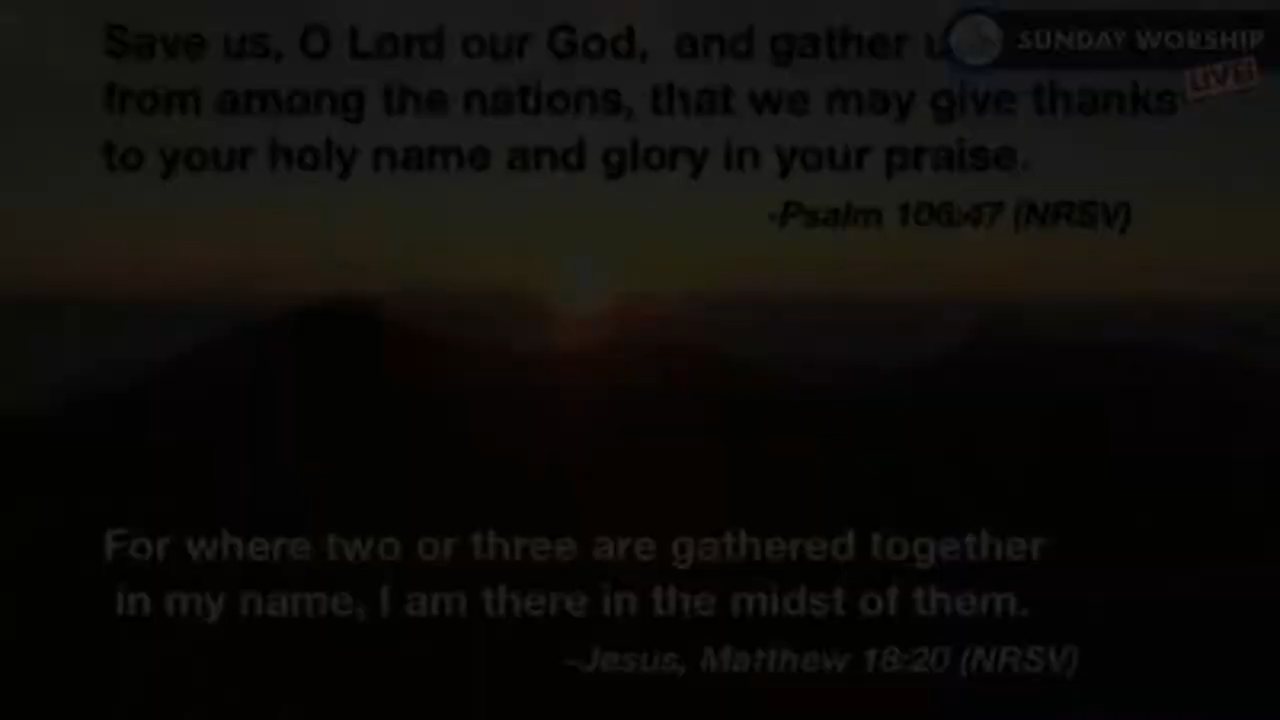 Save us, O Lord our God, and gather
from among the nations, that we may give thanks
to your holy name and glory in your praise.
-Psalm 106:47 (NRSV)
SUNDAY WORSHIP
LIVE!
For where two or three are gathered together
in my name, I am there in the midst of them.
-Jesus, Matthew 18:20 (NRSV)